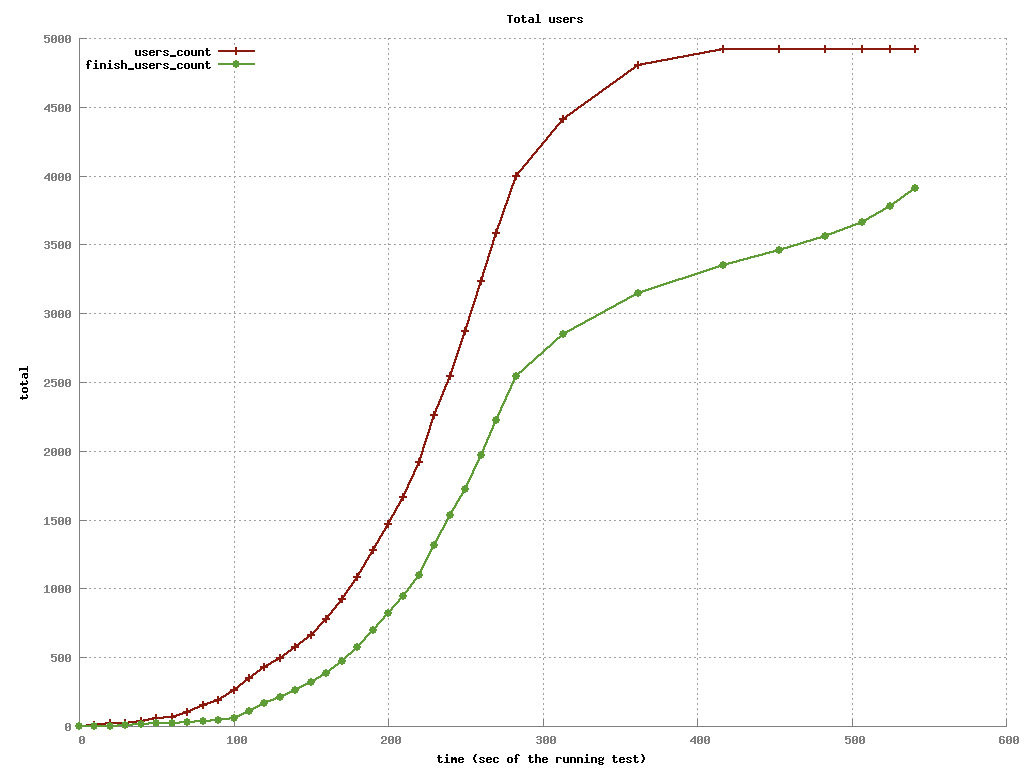 Total users
users_count
finish_users_count
5000
4500
4000
3500
3000
2500
2000
1500
1000
500
0
total
0 100 200 300 400 500 600
time (sec of the running test)